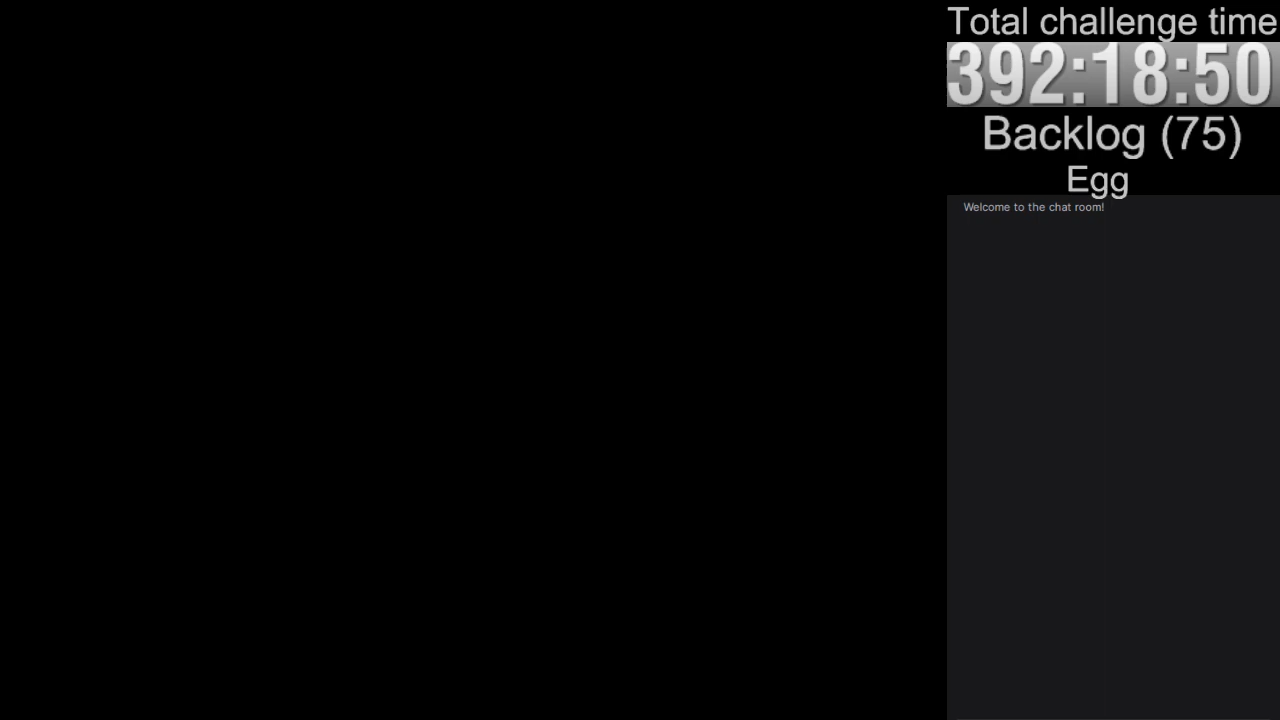 Total challenge time
392:18:50
Backlog (75)
Egg
Welcome to the chat room!